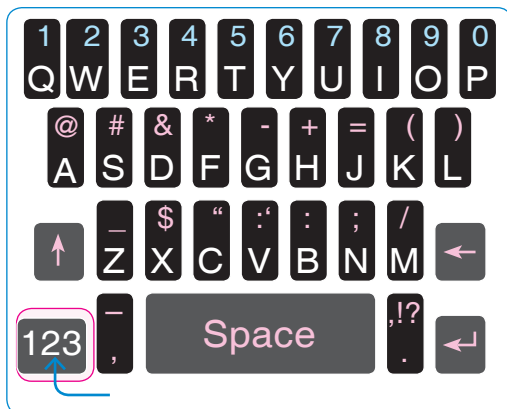 1 2 3 4 5 6 7 8 9 0
Q W E R T Y U I O P
@ # & * - + = ( )
A S D F G H J K L
_ $ “ :‘ : ; /
Z X C V B N M
– ,!?
123 , Space .